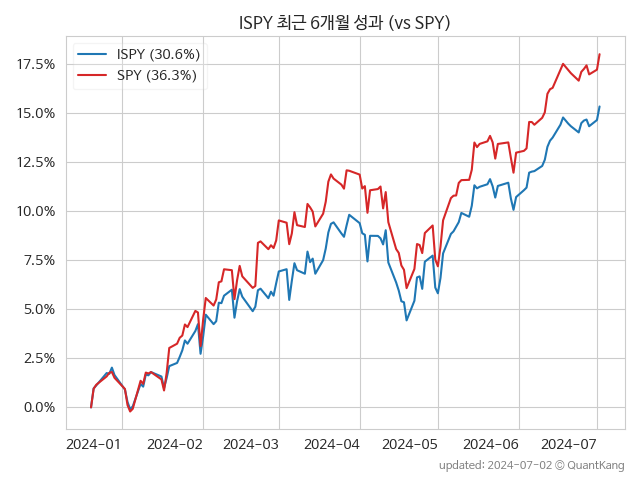 ISPY 최근 6개월 성과 (vs SPY)
ISPY (30.6%)
SPY (36.3%)
17.5%
15.0%
12.5%
10.0%
7.5%
5.0%
2.5%
0.0%
2024-01 2024-02 2024-03 2024-04 2024-05 2024-06 2024-07
updated: 2024-07-02 © QuantKang